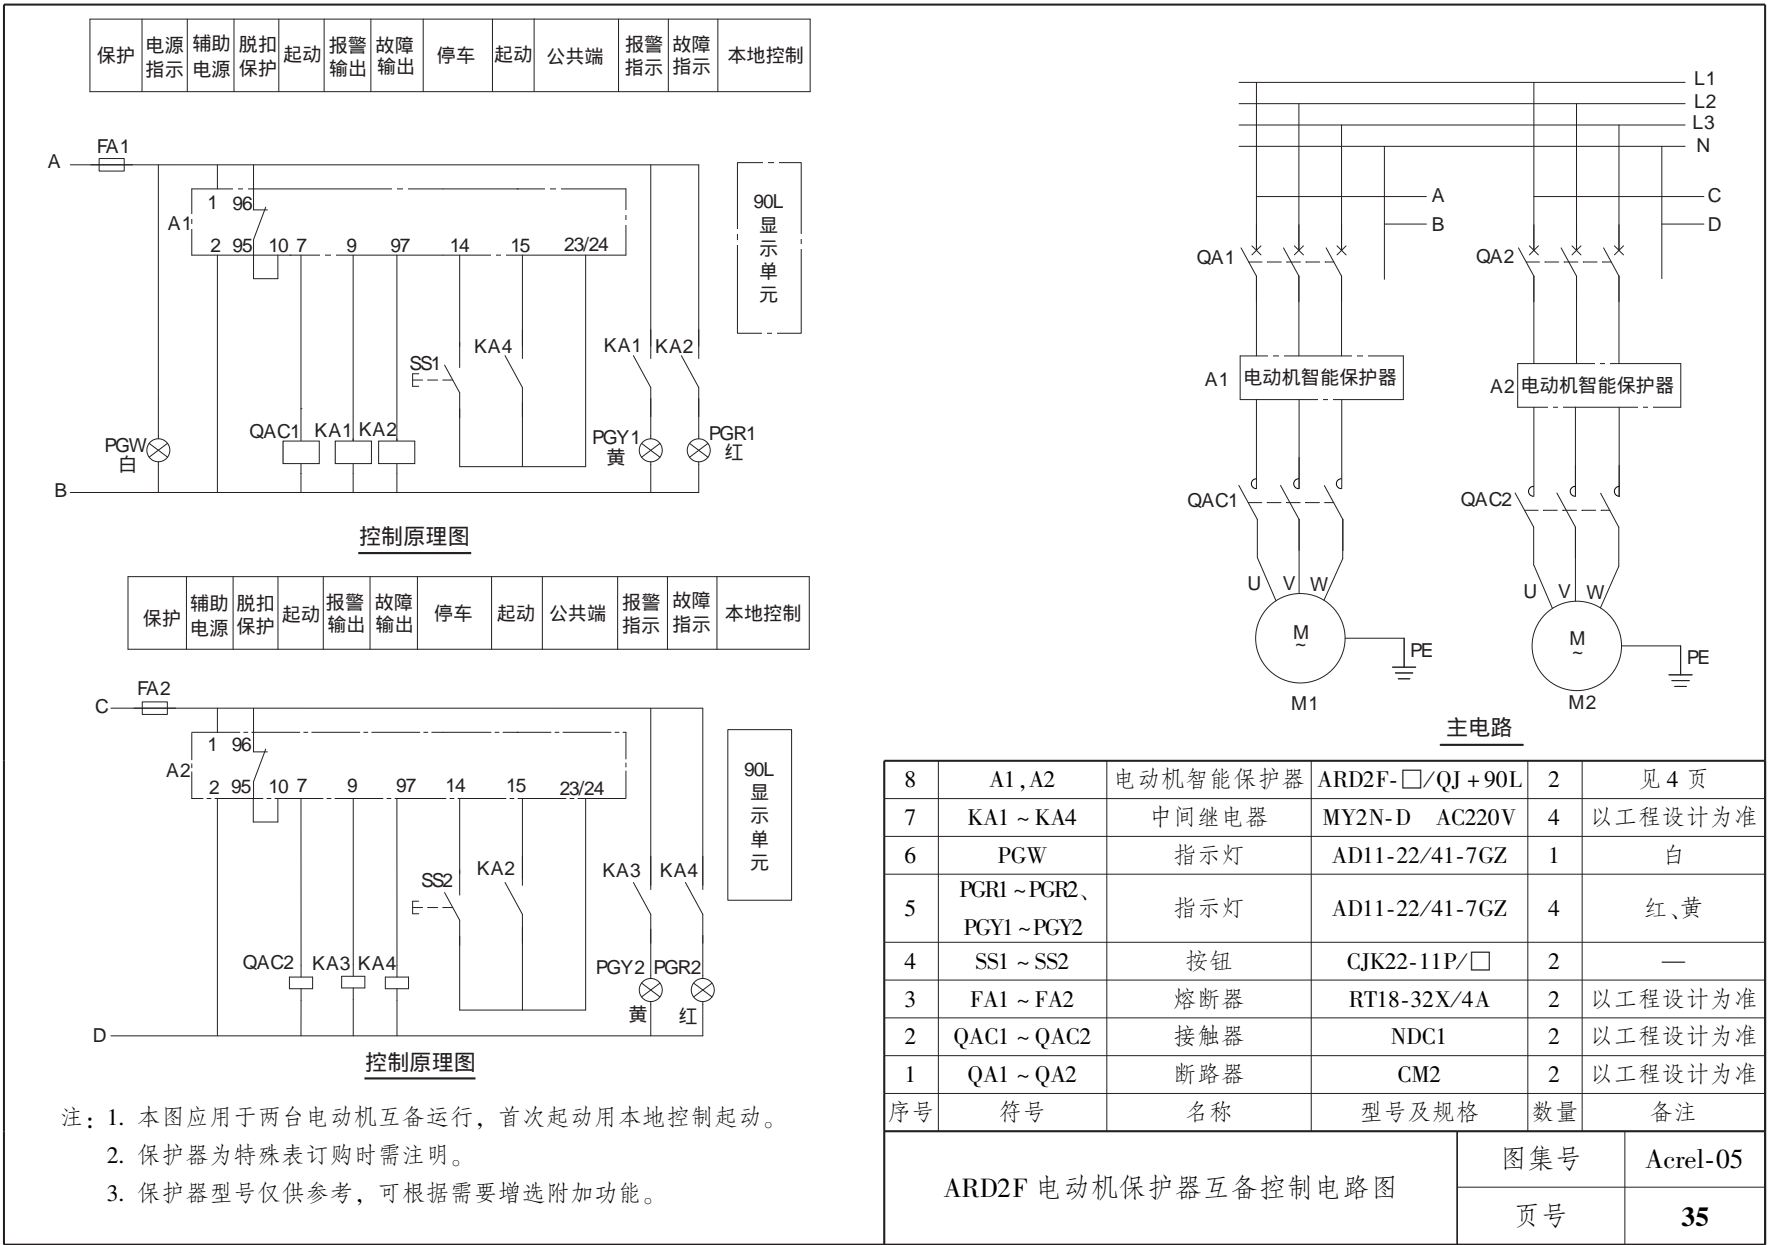 保护 电源指示 辅助电源 脱扣保护 起动 报警输出 故障输出 停车 起动 公共端 报警指示 故障指示 本地控制
A
FA1
A1
1 96
2 95 10 7 9 97 14 15 23/24
90L
显
示
单
元
SS1
KA4
KA1
KA2
PGW
白
QAC1
KA1
KA2
PGY1
黄
PGR1
红
B
控制原理图
保护 辅助电源 脱扣保护 起动 报警输出 故障输出 停车 起动 公共端 报警指示 故障指示 本地控制
C
FA2
A2
1 96
2 95 10 7 9 97 14 15 23/24
90L
显
示
单
元
SS2
KA2
KA3
KA4
QAC2
KA3
KA4
PGY2
黄
PGR2
红
D
控制原理图
注：1. 本图应用于两台电动机互备运行，首次起动用本地控制起动。
2. 保护器为特殊表订购时需注明。
3. 保护器型号仅供参考，可根据需要增选附加功能。
L1
L2
L3
N
A
B
C
D
QA1
QA2
A1 电动机智能保护器
A2 电动机智能保护器
QAC1
QAC2
U V W
U V W
M
~
M
~
PE
PE
M1
M2
主电路
8 A1,A2 电动机智能保护器 ARD2F-□/QJ+90L 2 见4页
7 KA1~KA4 中间继电器 MY2N-D AC220V 4 以工程设计为准
6 PGW 指示灯 AD11-22/41-7GZ 1 白
5 PGR1~PGR2、PGY1~PGY2 指示灯 AD11-22/41-7GZ 4 红、黄
4 SS1~SS2 按钮 CJK22-11P/□ 2 —
3 FA1~FA2 熔断器 RT18-32X/4A 2 以工程设计为准
2 QAC1~QAC2 接触器 NDC1 2 以工程设计为准
1 QA1~QA2 断路器 CM2 2 以工程设计为准
序号 符号 名称 型号及规格 数量 备注
ARD2F 电动机保护器互备控制电路图
图集号 Acrel-05
页号 35